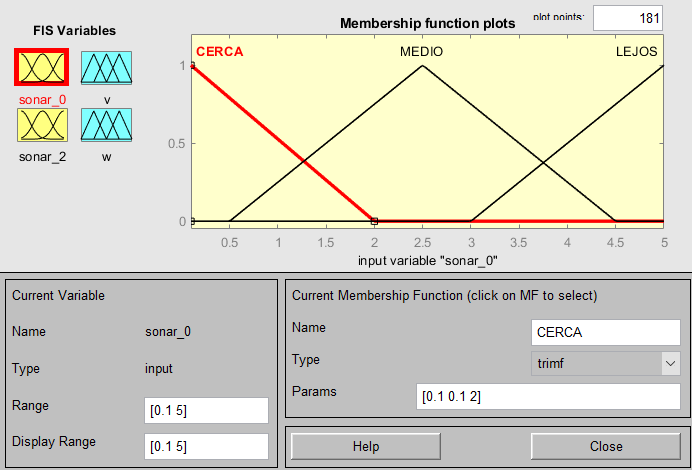 FIS Variables
Membership function plots
plot points:
181
CERCA
MEDIO
LEJOS
sonar_0
v
sonar_2
w
1
0.5
0
0.5
1
1.5
2
2.5
3
3.5
4
4.5
5
input variable "sonar_0"
Current Variable
Name
sonar_0
Type
input
Range
[0.1 5]
Display Range
[0.1 5]
Current Membership Function (click on MF to select)
Name
CERCA
Type
trimf
Params
[0.1 0.1 2]
Help
Close